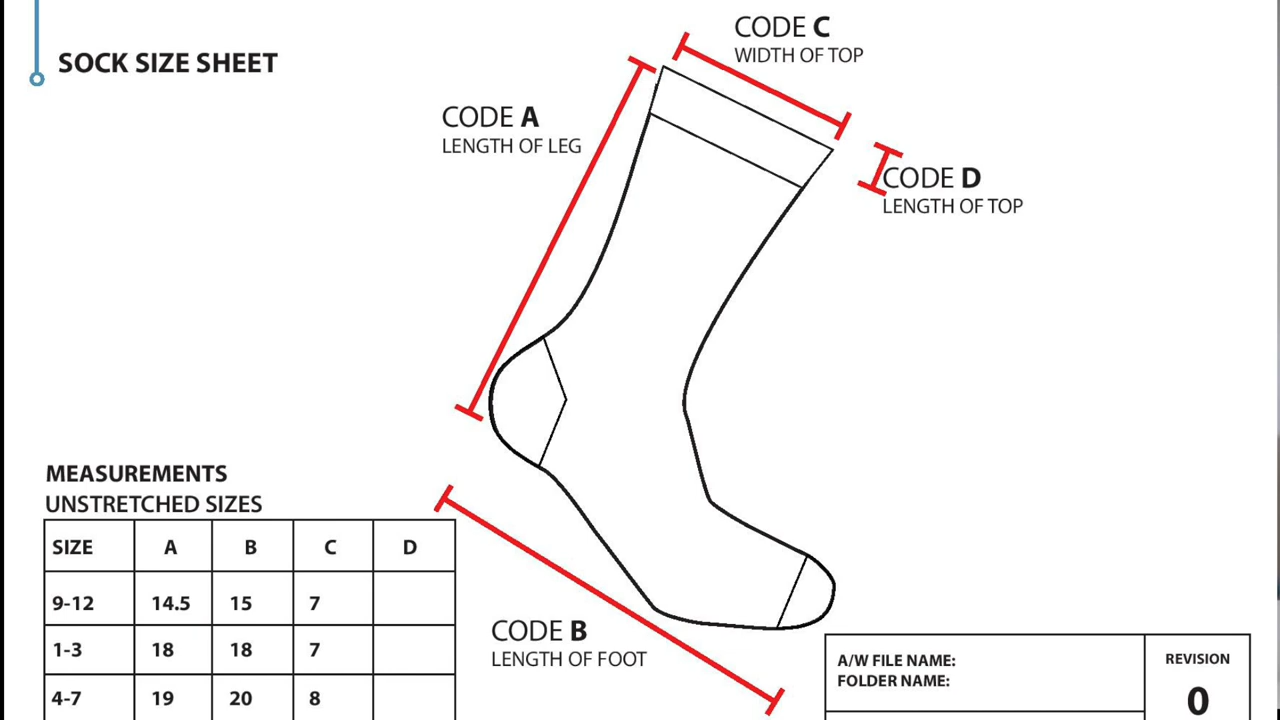 SOCK SIZE SHEET
CODE C
WIDTH OF TOP
CODE A
LENGTH OF LEG
CODE D
LENGTH OF TOP
MEASUREMENTS
UNSTRETCHED SIZES
SIZE A B C D
9-12 14.5 15 7
1-3 18 18 7
4-7 19 20 8
CODE B
LENGTH OF FOOT
A/W FILE NAME:
FOLDER NAME:
REVISION
0